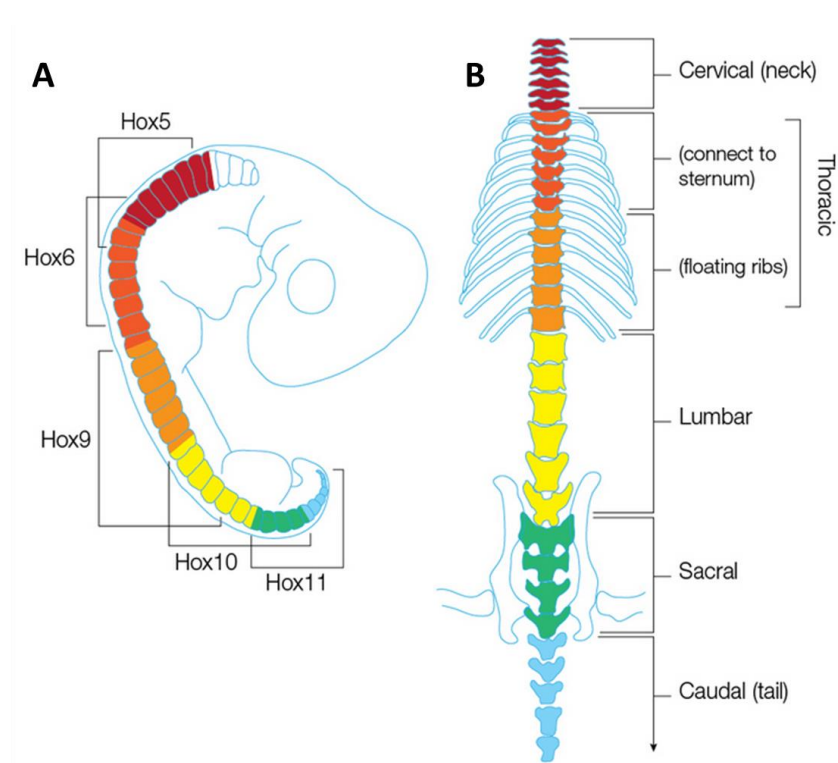 A
Hox5
Hox6
Hox9
Hox10
Hox11
B
Cervical (neck)
(connect to
sternum)
(floating ribs)
Thoracic
Lumbar
Sacral
Caudal (tail)